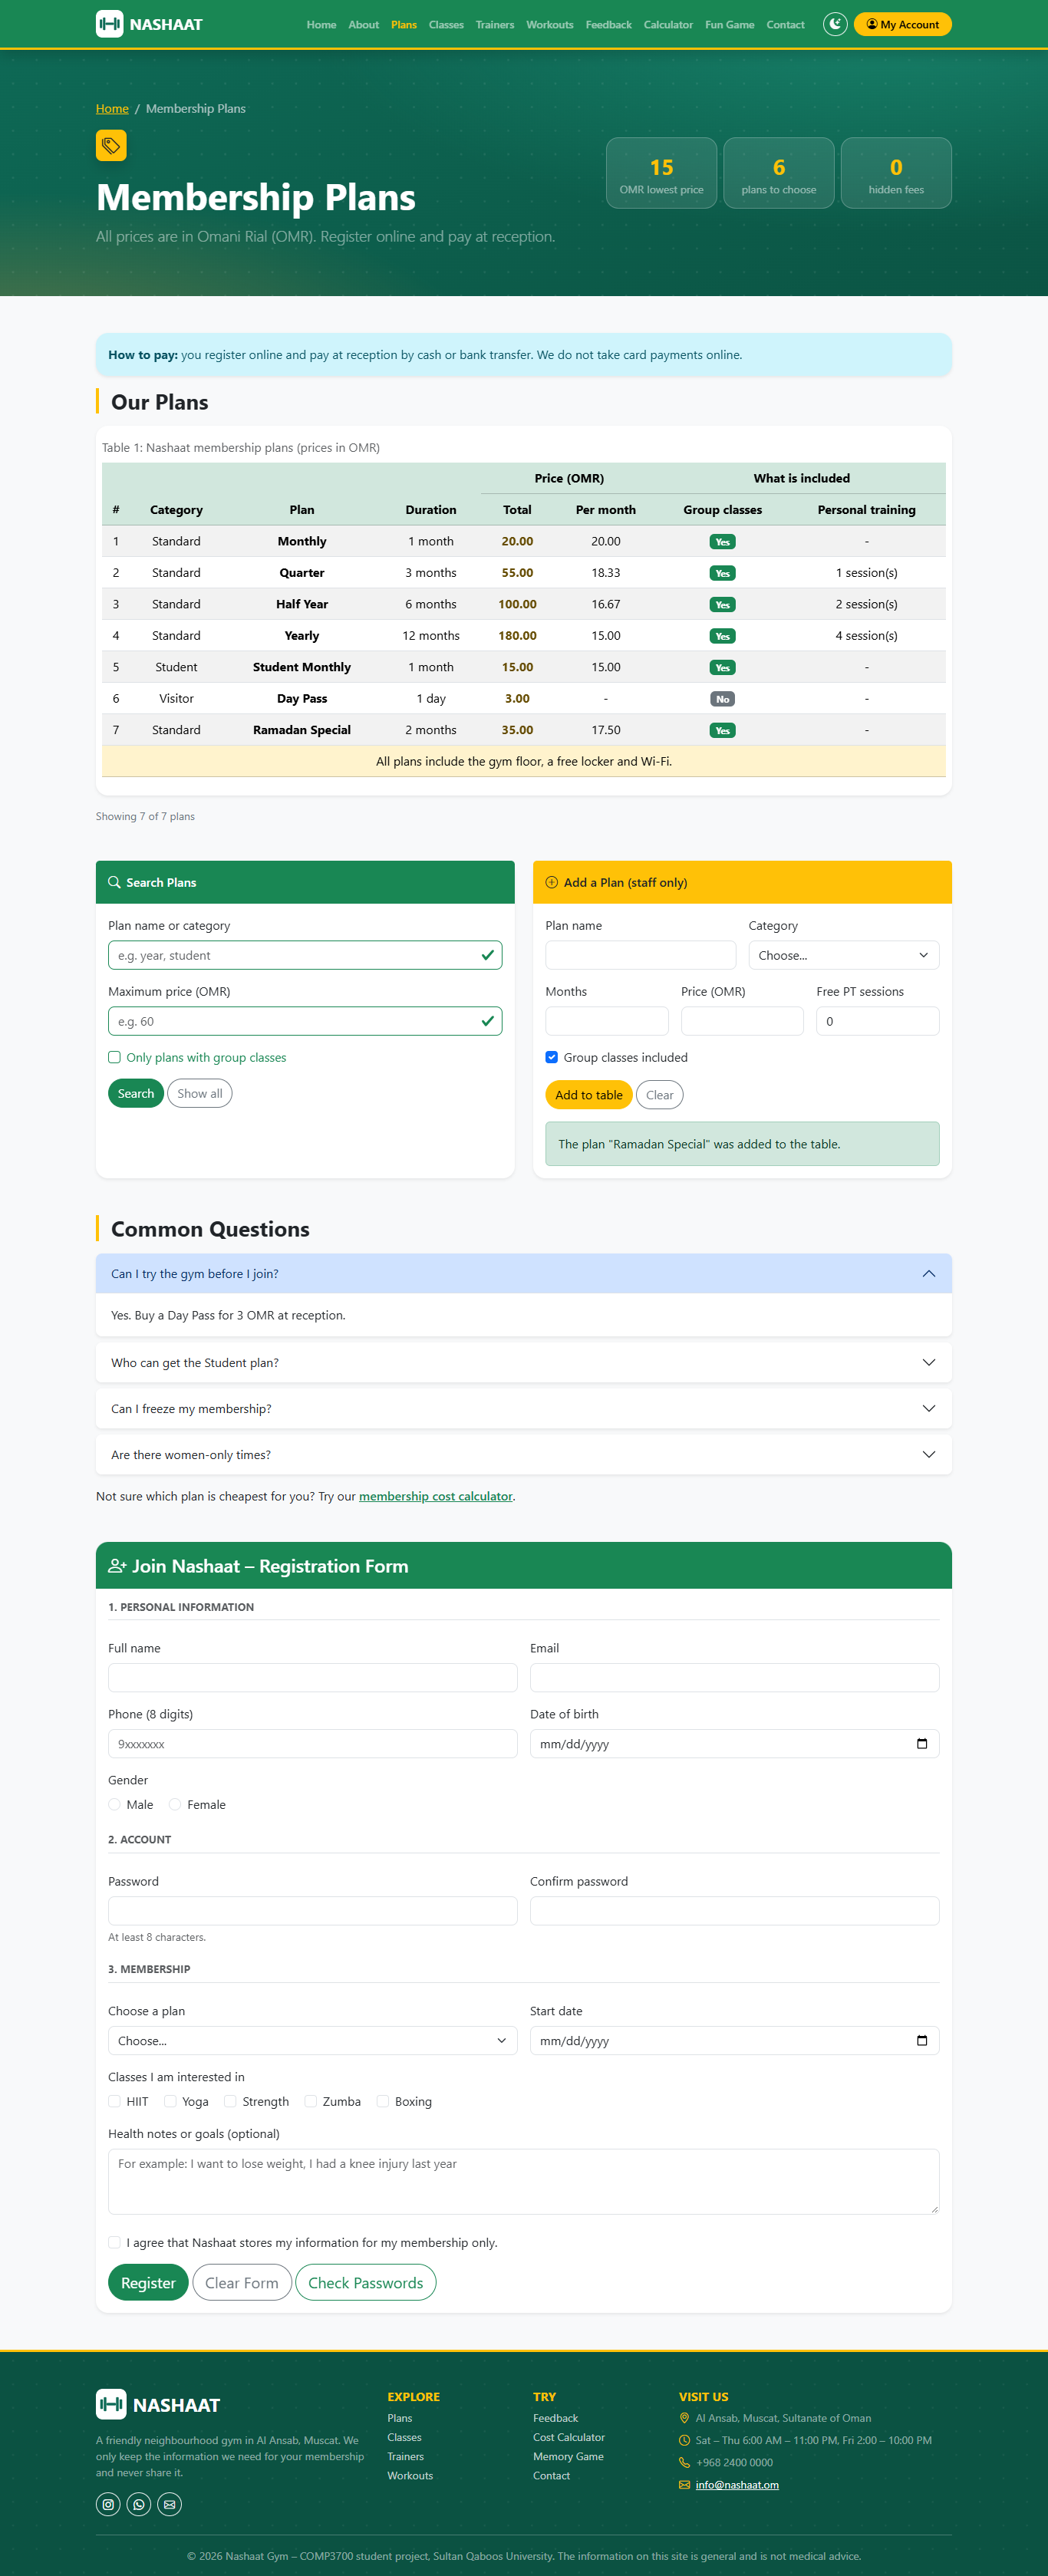 NASHAAT
Home About Plans Classes Trainers Workouts Feedback Calculator Fun Game Contact My Account
Home / Membership Plans
Membership Plans
All prices are in Omani Rial (OMR). Register online and pay at reception.
15
OMR lowest price
6
plans to choose
0
hidden fees
How to pay: you register online and pay at reception by cash or bank transfer. We do not take card payments online.
Our Plans
Table 1: Nashaat membership plans (prices in OMR)
Price (OMR) What is included
# Category Plan Duration Total Per month Group classes Personal training
1 Standard Monthly 1 month 20.00 20.00 Yes -
2 Standard Quarter 3 months 55.00 18.33 Yes 1 session(s)
3 Standard Half Year 6 months 100.00 16.67 Yes 2 session(s)
4 Standard Yearly 12 months 180.00 15.00 Yes 4 session(s)
5 Student Student Monthly 1 month 15.00 15.00 Yes -
6 Visitor Day Pass 1 day 3.00 - No -
7 Standard Ramadan Special 2 months 35.00 17.50 Yes -
All plans include the gym floor, a free locker and Wi-Fi.
Showing 7 of 7 plans
Search Plans
Plan name or category
e.g. year, student
Maximum price (OMR)
e.g. 60
Only plans with group classes
Search Show all
Add a Plan (staff only)
Plan name Category
Choose...
Months Price (OMR) Free PT sessions
0
Group classes included
Add to table Clear
The plan "Ramadan Special" was added to the table.
Common Questions
Can I try the gym before I join?
Yes. Buy a Day Pass for 3 OMR at reception.
Who can get the Student plan?
Can I freeze my membership?
Are there women-only times?
Not sure which plan is cheapest for you? Try our membership cost calculator.
Join Nashaat – Registration Form
1. PERSONAL INFORMATION
Full name Email
Phone (8 digits) Date of birth
9xxxxxxx mm/dd/yyyy
Gender
Male Female
2. ACCOUNT
Password Confirm password
At least 8 characters.
3. MEMBERSHIP
Choose a plan Start date
Choose... mm/dd/yyyy
Classes I am interested in
HIIT Yoga Strength Zumba Boxing
Health notes or goals (optional)
For example: I want to lose weight, I had a knee injury last year
I agree that Nashaat stores my information for my membership only.
Register Clear Form Check Passwords
NASHAAT
A friendly neighbourhood gym in Al Ansab, Muscat. We
only keep the information we need for your membership
and never share it.
EXPLORE
Plans
Classes
Trainers
Workouts
TRY
Feedback
Cost Calculator
Memory Game
Contact
VISIT US
Al Ansab, Muscat, Sultanate of Oman
Sat – Thu 6:00 AM – 11:00 PM, Fri 2:00 – 10:00 PM
+968 2400 0000
info@nashaat.om
© 2026 Nashaat Gym – COMP3700 student project, Sultan Qaboos University. The information on this site is general and is not medical advice.